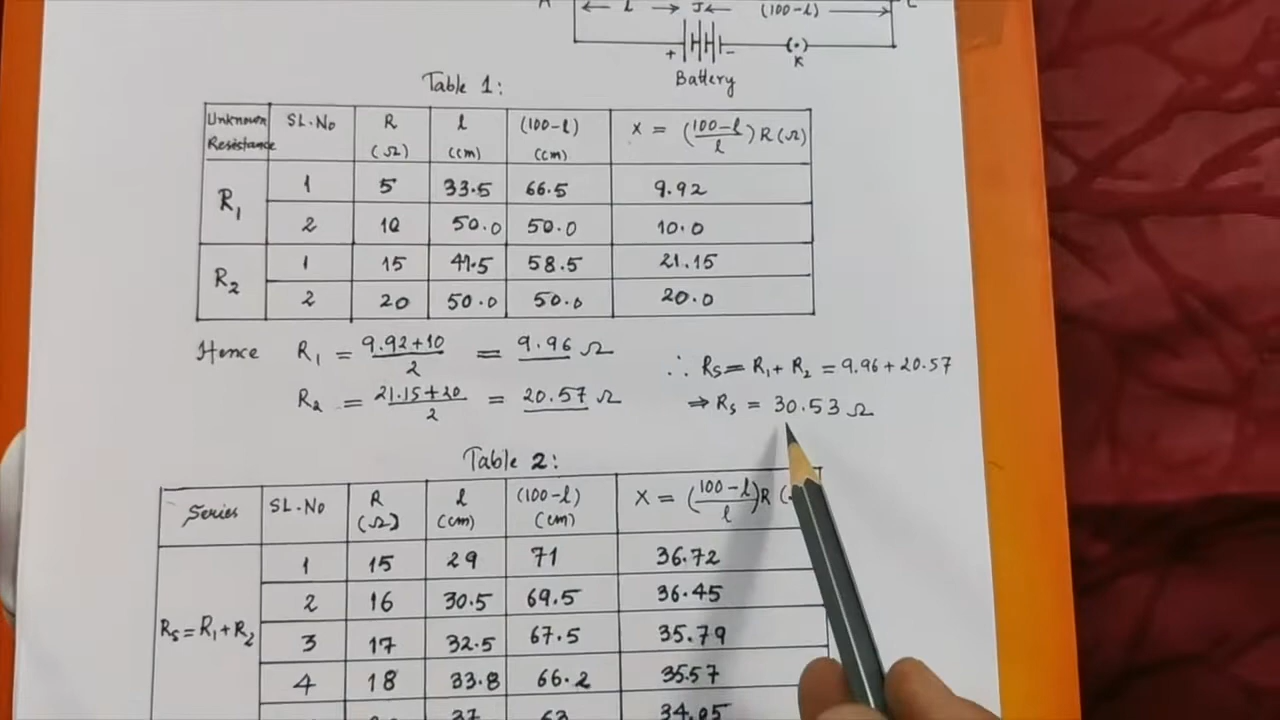 A ← l → J ← (100-l) → C
+ - (•) K
Battery
Table 1:
Unknown Resistance SL.No R (Ω) l (cm) (100-l) (cm) X = (100-l/l) R (Ω)
R1 1 5 33.5 66.5 9.92
2 10 50.0 50.0 10.0
R2 1 15 41.5 58.5 21.15
2 20 50.0 50.0 20.0
Hence R1 = 9.92+10/2 = 9.96 Ω
R2 = 21.15+20/2 = 20.57 Ω
∴ Rs = R1 + R2 = 9.96 + 20.57
⇒ Rs = 30.53 Ω
Table 2:
Series SL.No R (Ω) l (cm) (100-l) (cm) X = (100-l/l) R (
Rs = R1 + R2 1 15 29 71 36.72
2 16 30.5 69.5 36.45
3 17 32.5 67.5 35.79
4 18 33.8 66.2 35.57
37 63 34.05